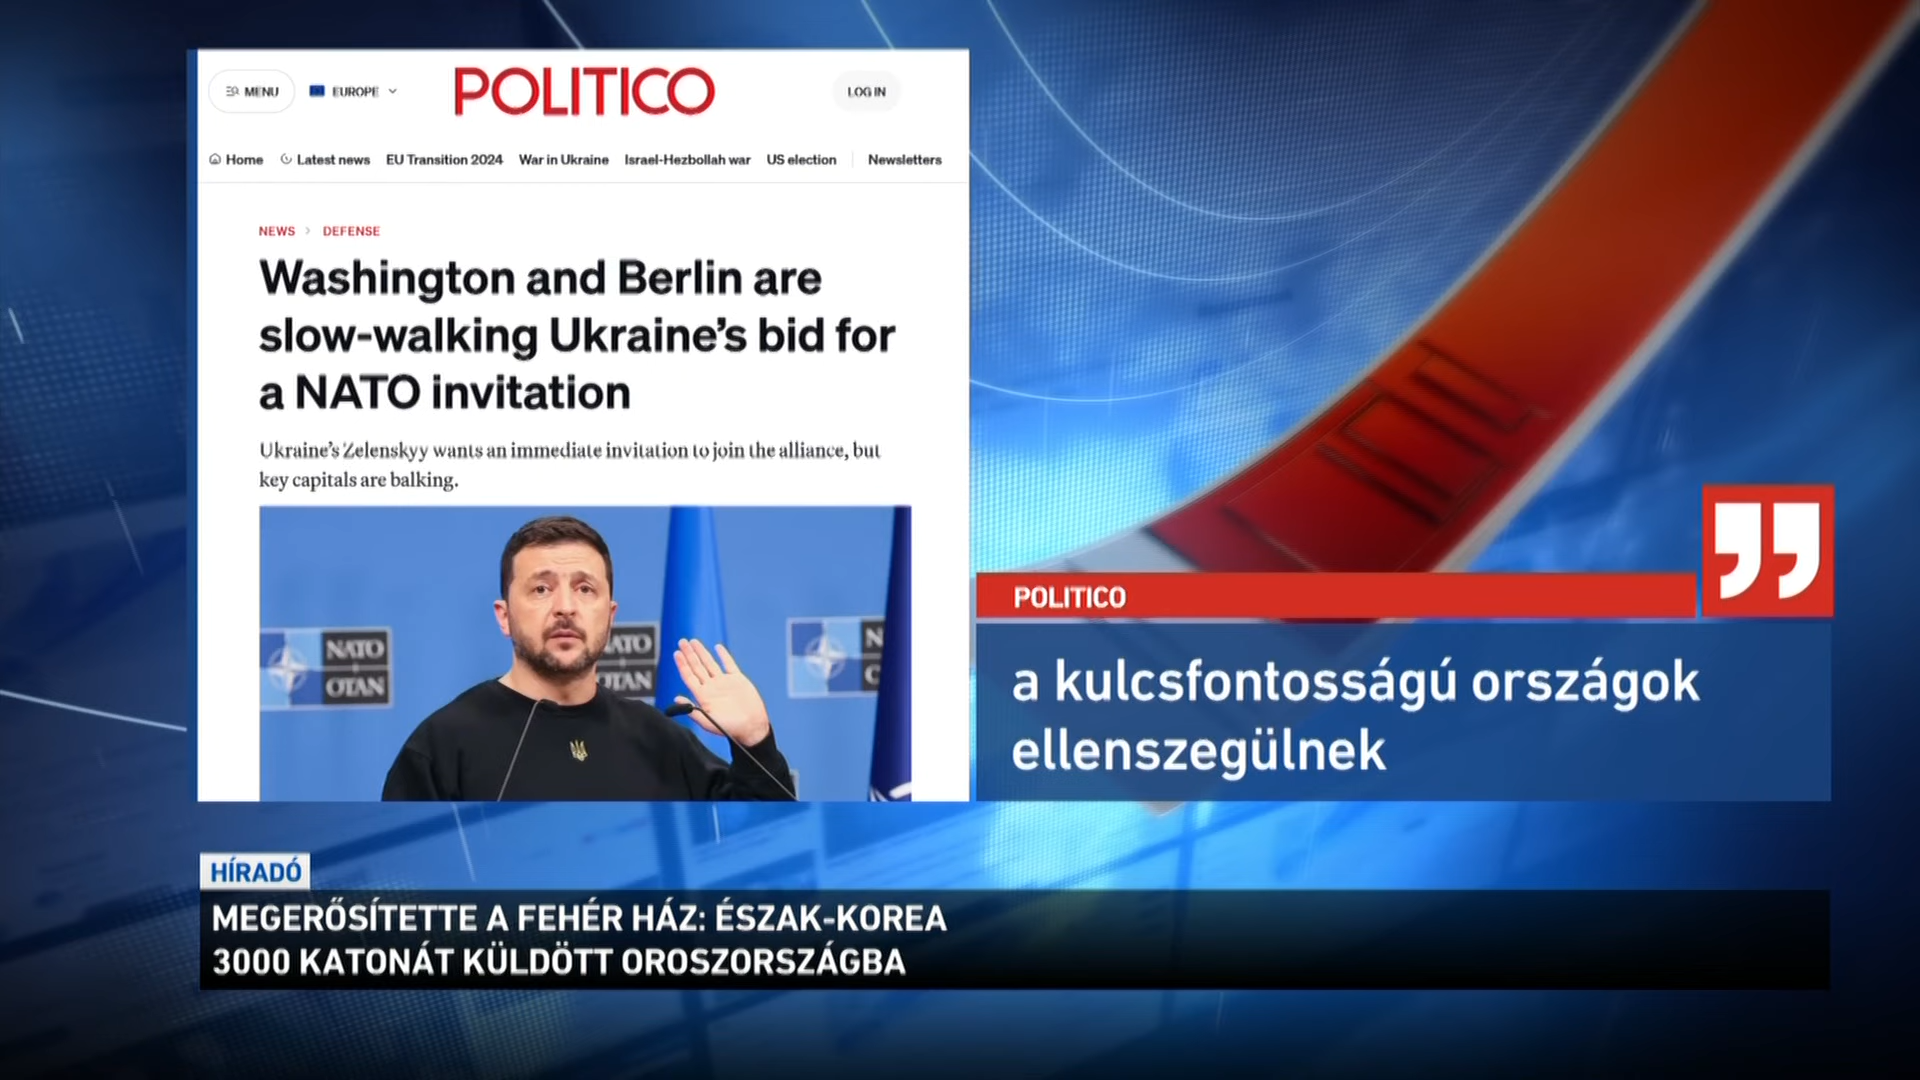 MENU
EUROPE
POLITICO
LOG IN
Home
Latest news
EU Transition 2024
War in Ukraine
Israel-Hezbollah war
US election
Newsletters
NEWS > DEFENSE
Washington and Berlin are
slow-walking Ukraine's bid for
a NATO invitation
Ukraine's Zelenskyy wants an immediate invitation to join the alliance, but
key capitals are balking.
NATO
OTAN
NATO
OTAN
POLITICO
a kulcsfontosságú országok
ellenszegülnek
HÍRADÓ
MEGERŐSÍTETTE A FEHÉR HÁZ: ÉSZAK-KOREA
3000 KATONÁT KÜLDÖTT OROSZORSZÁGBA